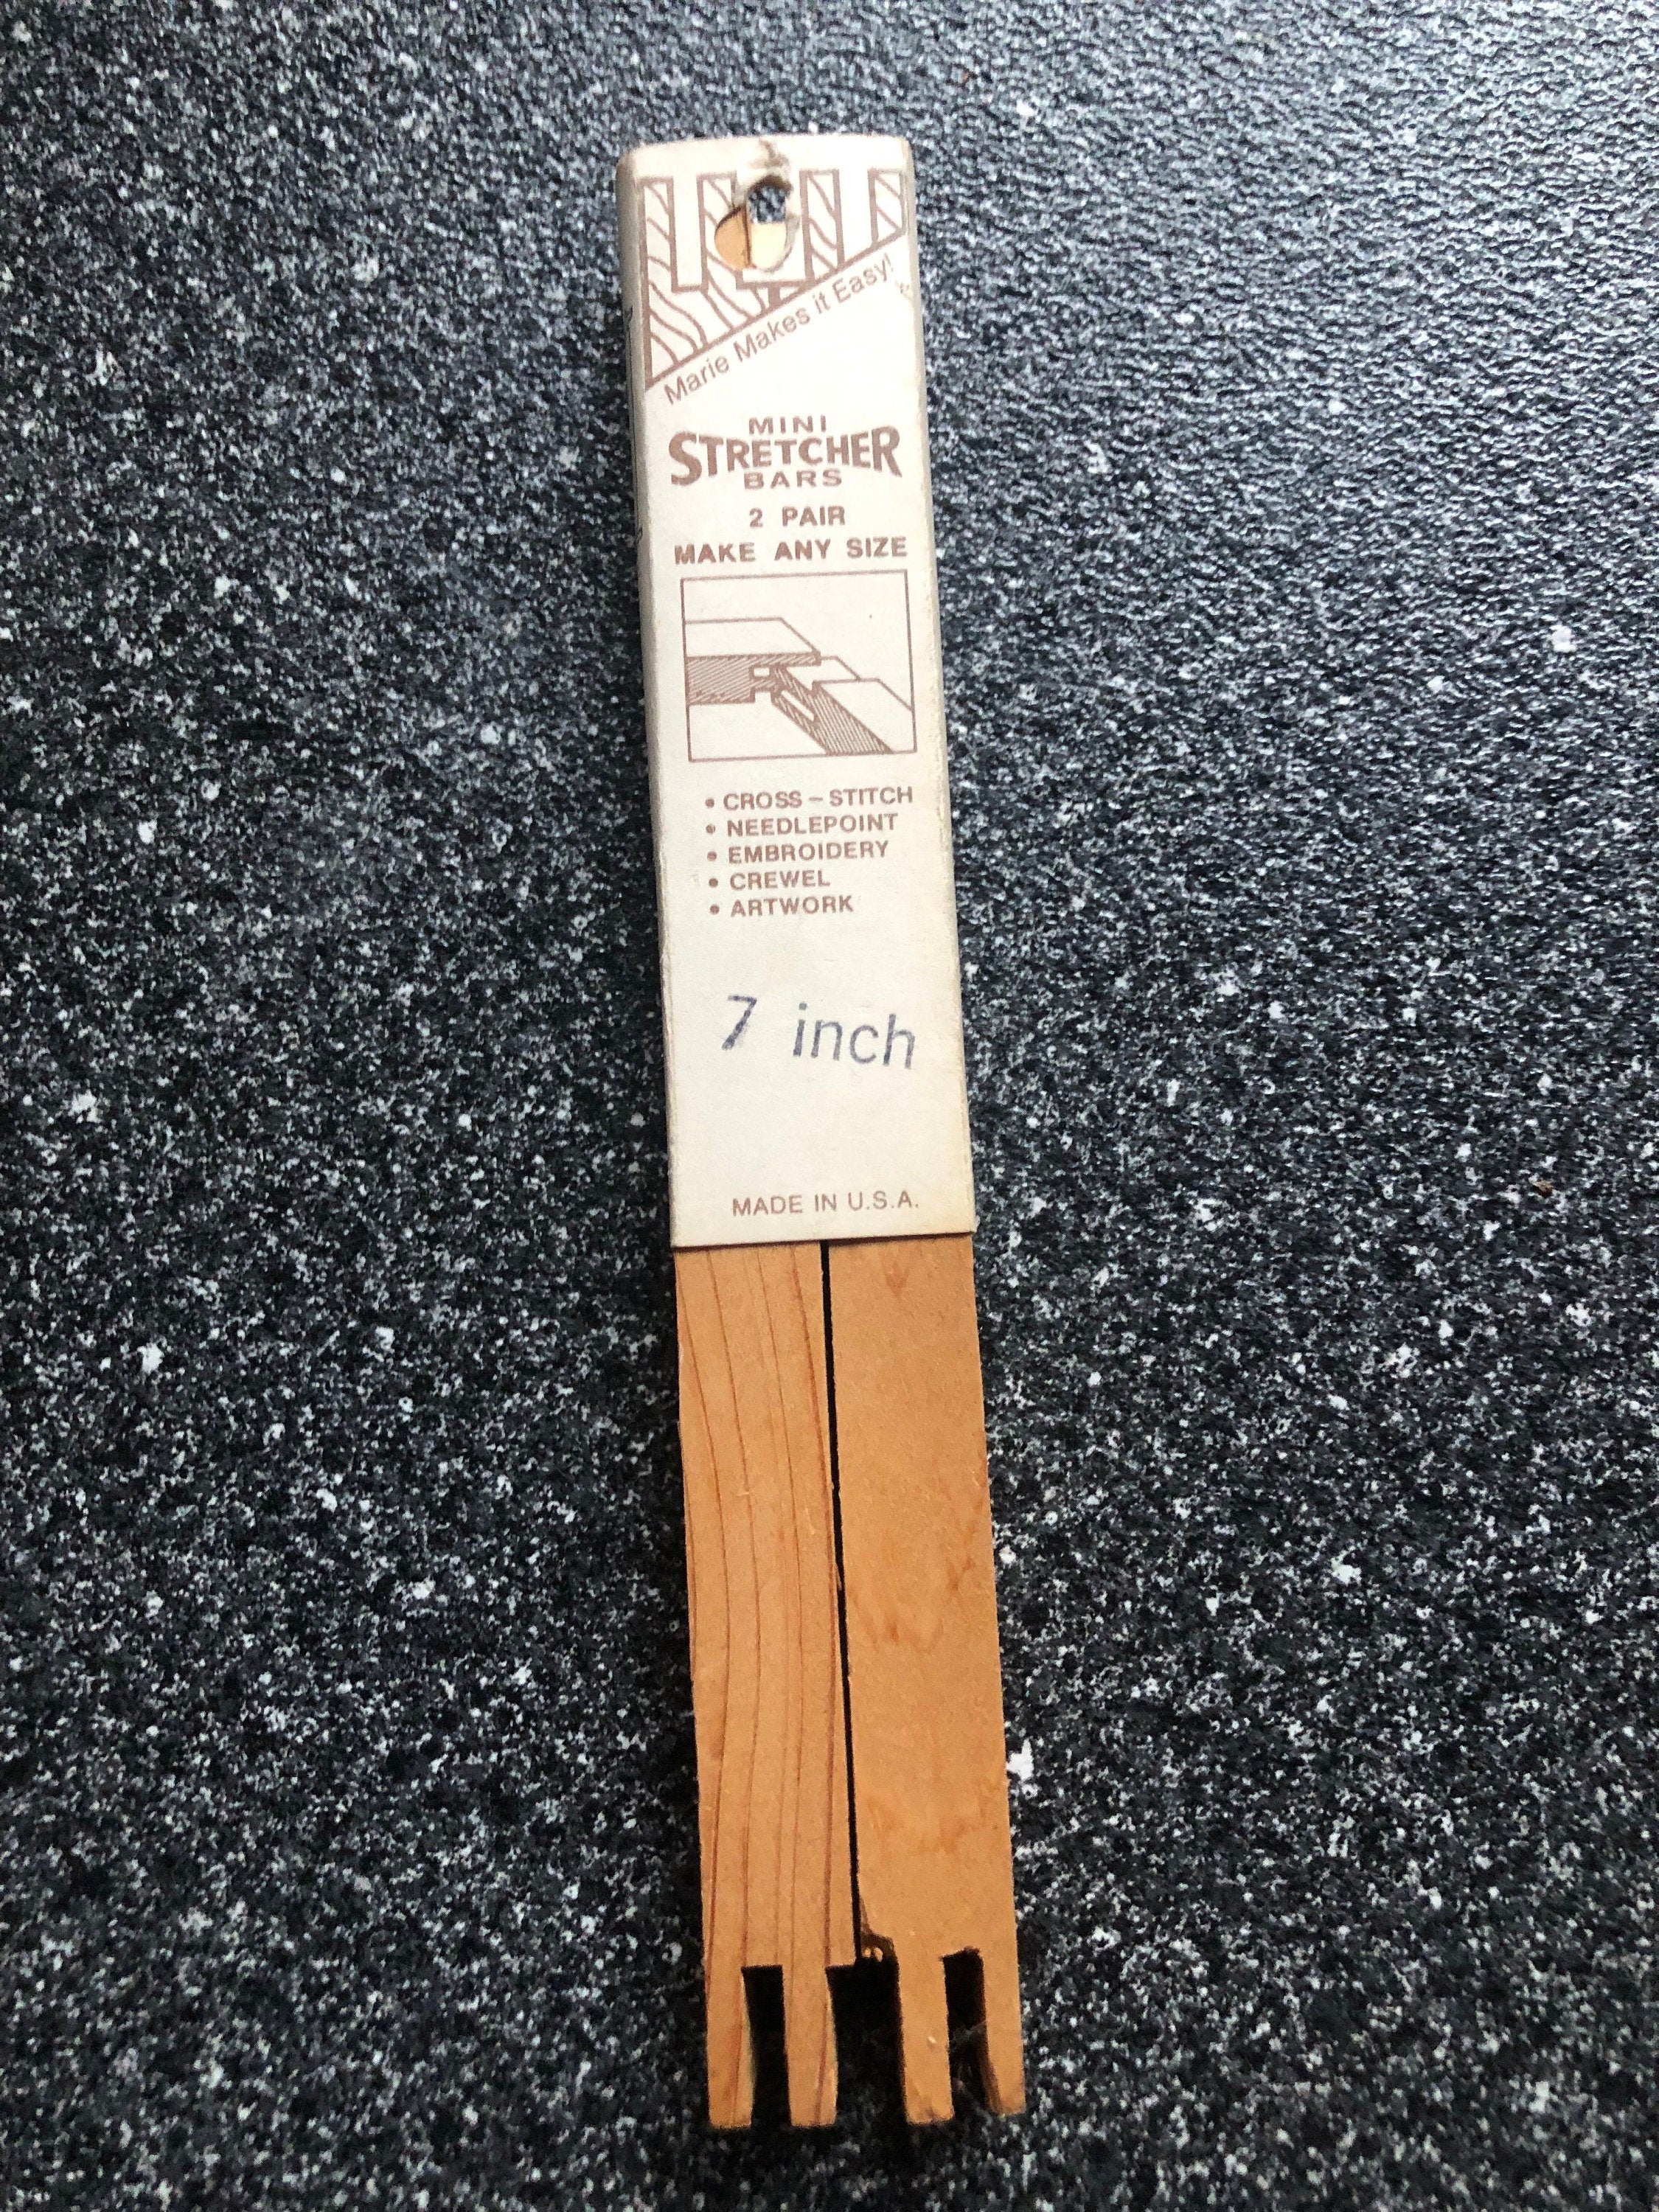 Marie Makes it Easy!
MINI
STRETCHER
BARS
2 PAIR
MAKE ANY SIZE
• CROSS – STITCH
• NEEDLEPOINT
• EMBROIDERY
• CREWEL
• ARTWORK
7 inch
MADE IN U.S.A.